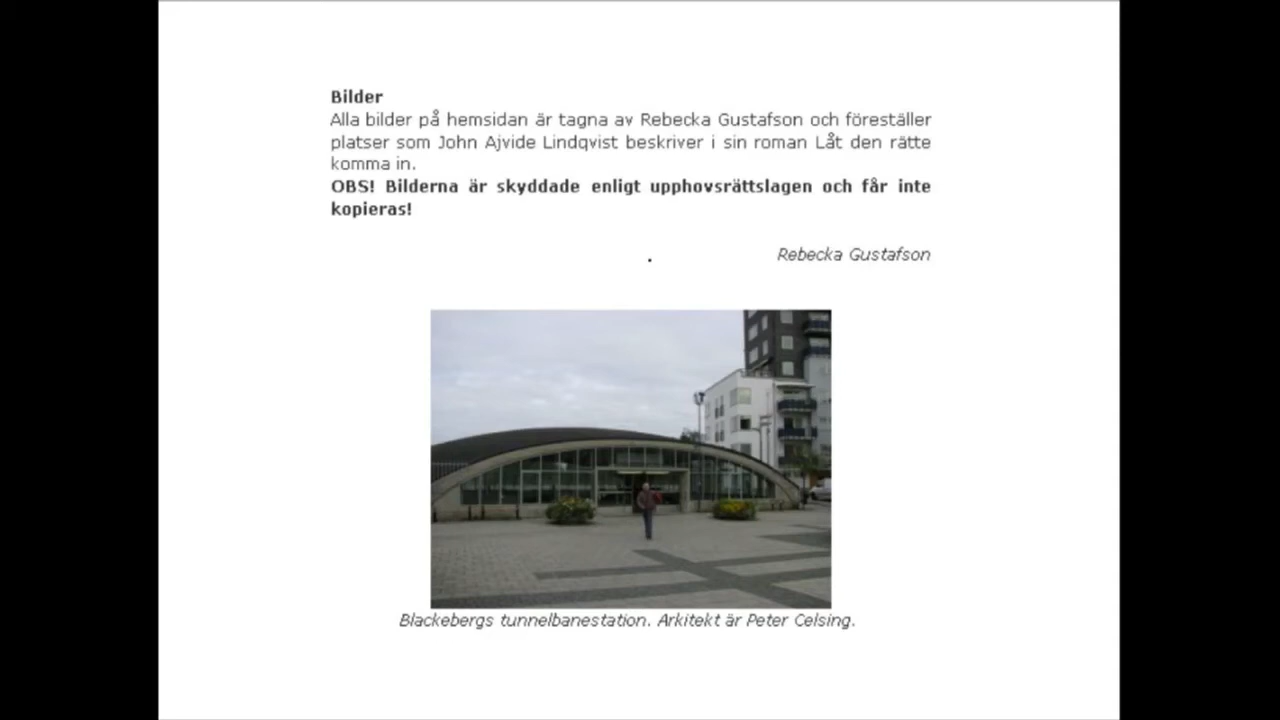 Bilder
Alla bilder på hemsidan är tagna av Rebecka Gustafson och föreställer
platser som John Ajvide Lindqvist beskriver i sin roman Låt den rätte
komma in.
OBS! Bilderna är skyddade enligt upphovsrättslagen och får inte
kopieras!
Rebecka Gustafson
Blackebergs tunnelbanestation. Arkitekt är Peter Celsing.